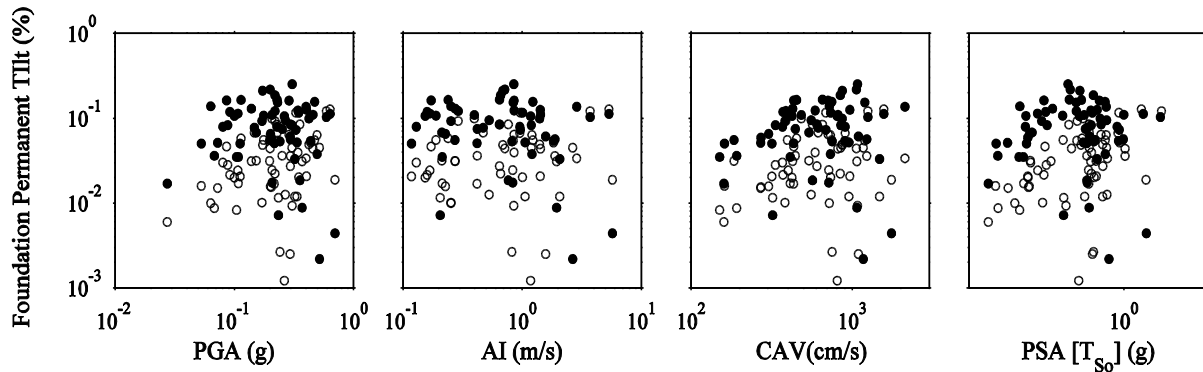 Foundation Permanent TIlt (%)
10^0
10^-1
10^-2
10^-3
10^-2 10^-1 10^0
10^-1 10^0 10^1
10^2 10^3
10^0
PGA (g) AI (m/s) CAV(cm/s) PSA [T_So] (g)